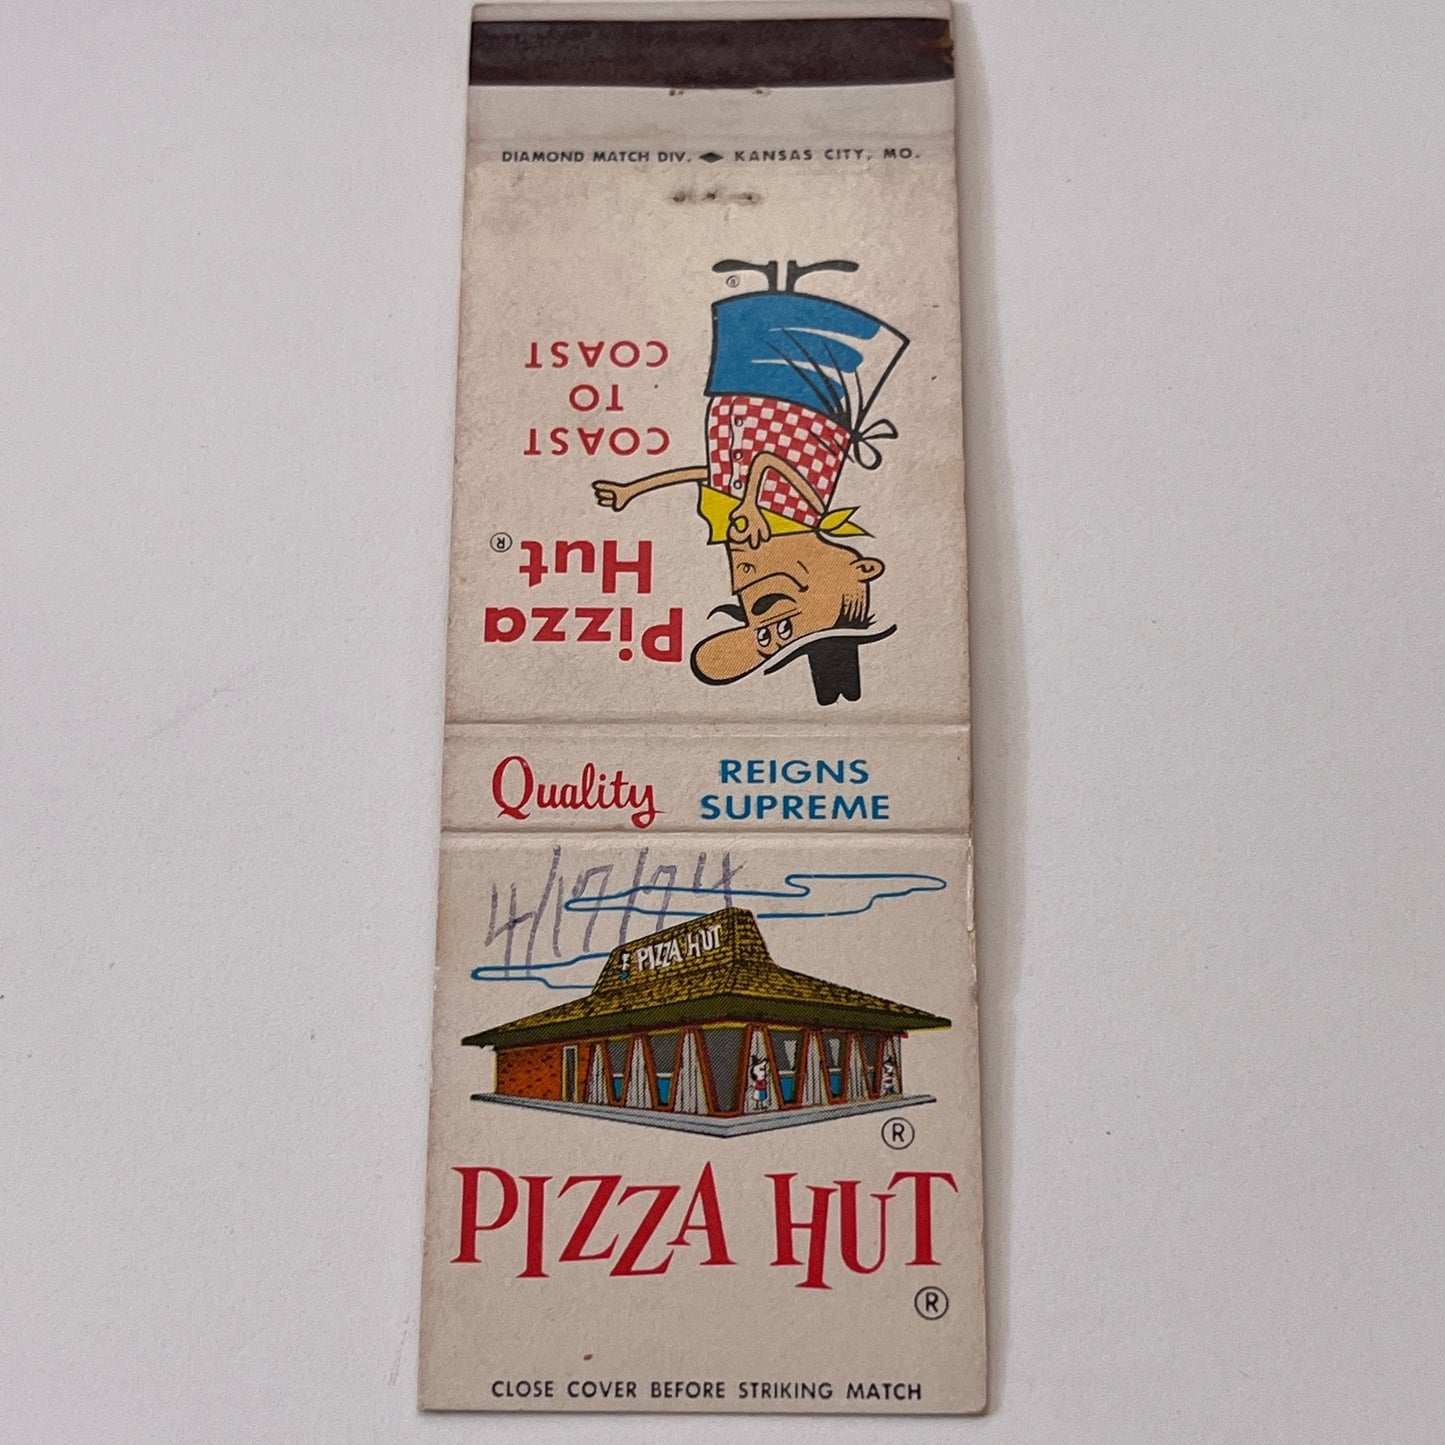 DIAMOND MATCH DIV. ◆ KANSAS CITY, MO.
Pizza
Hut®
COAST
TO
COAST
®
Quality REIGNS
SUPREME
4/17/74
PIZZA HUT
®
PIZZA HUT
®
CLOSE COVER BEFORE STRIKING MATCH